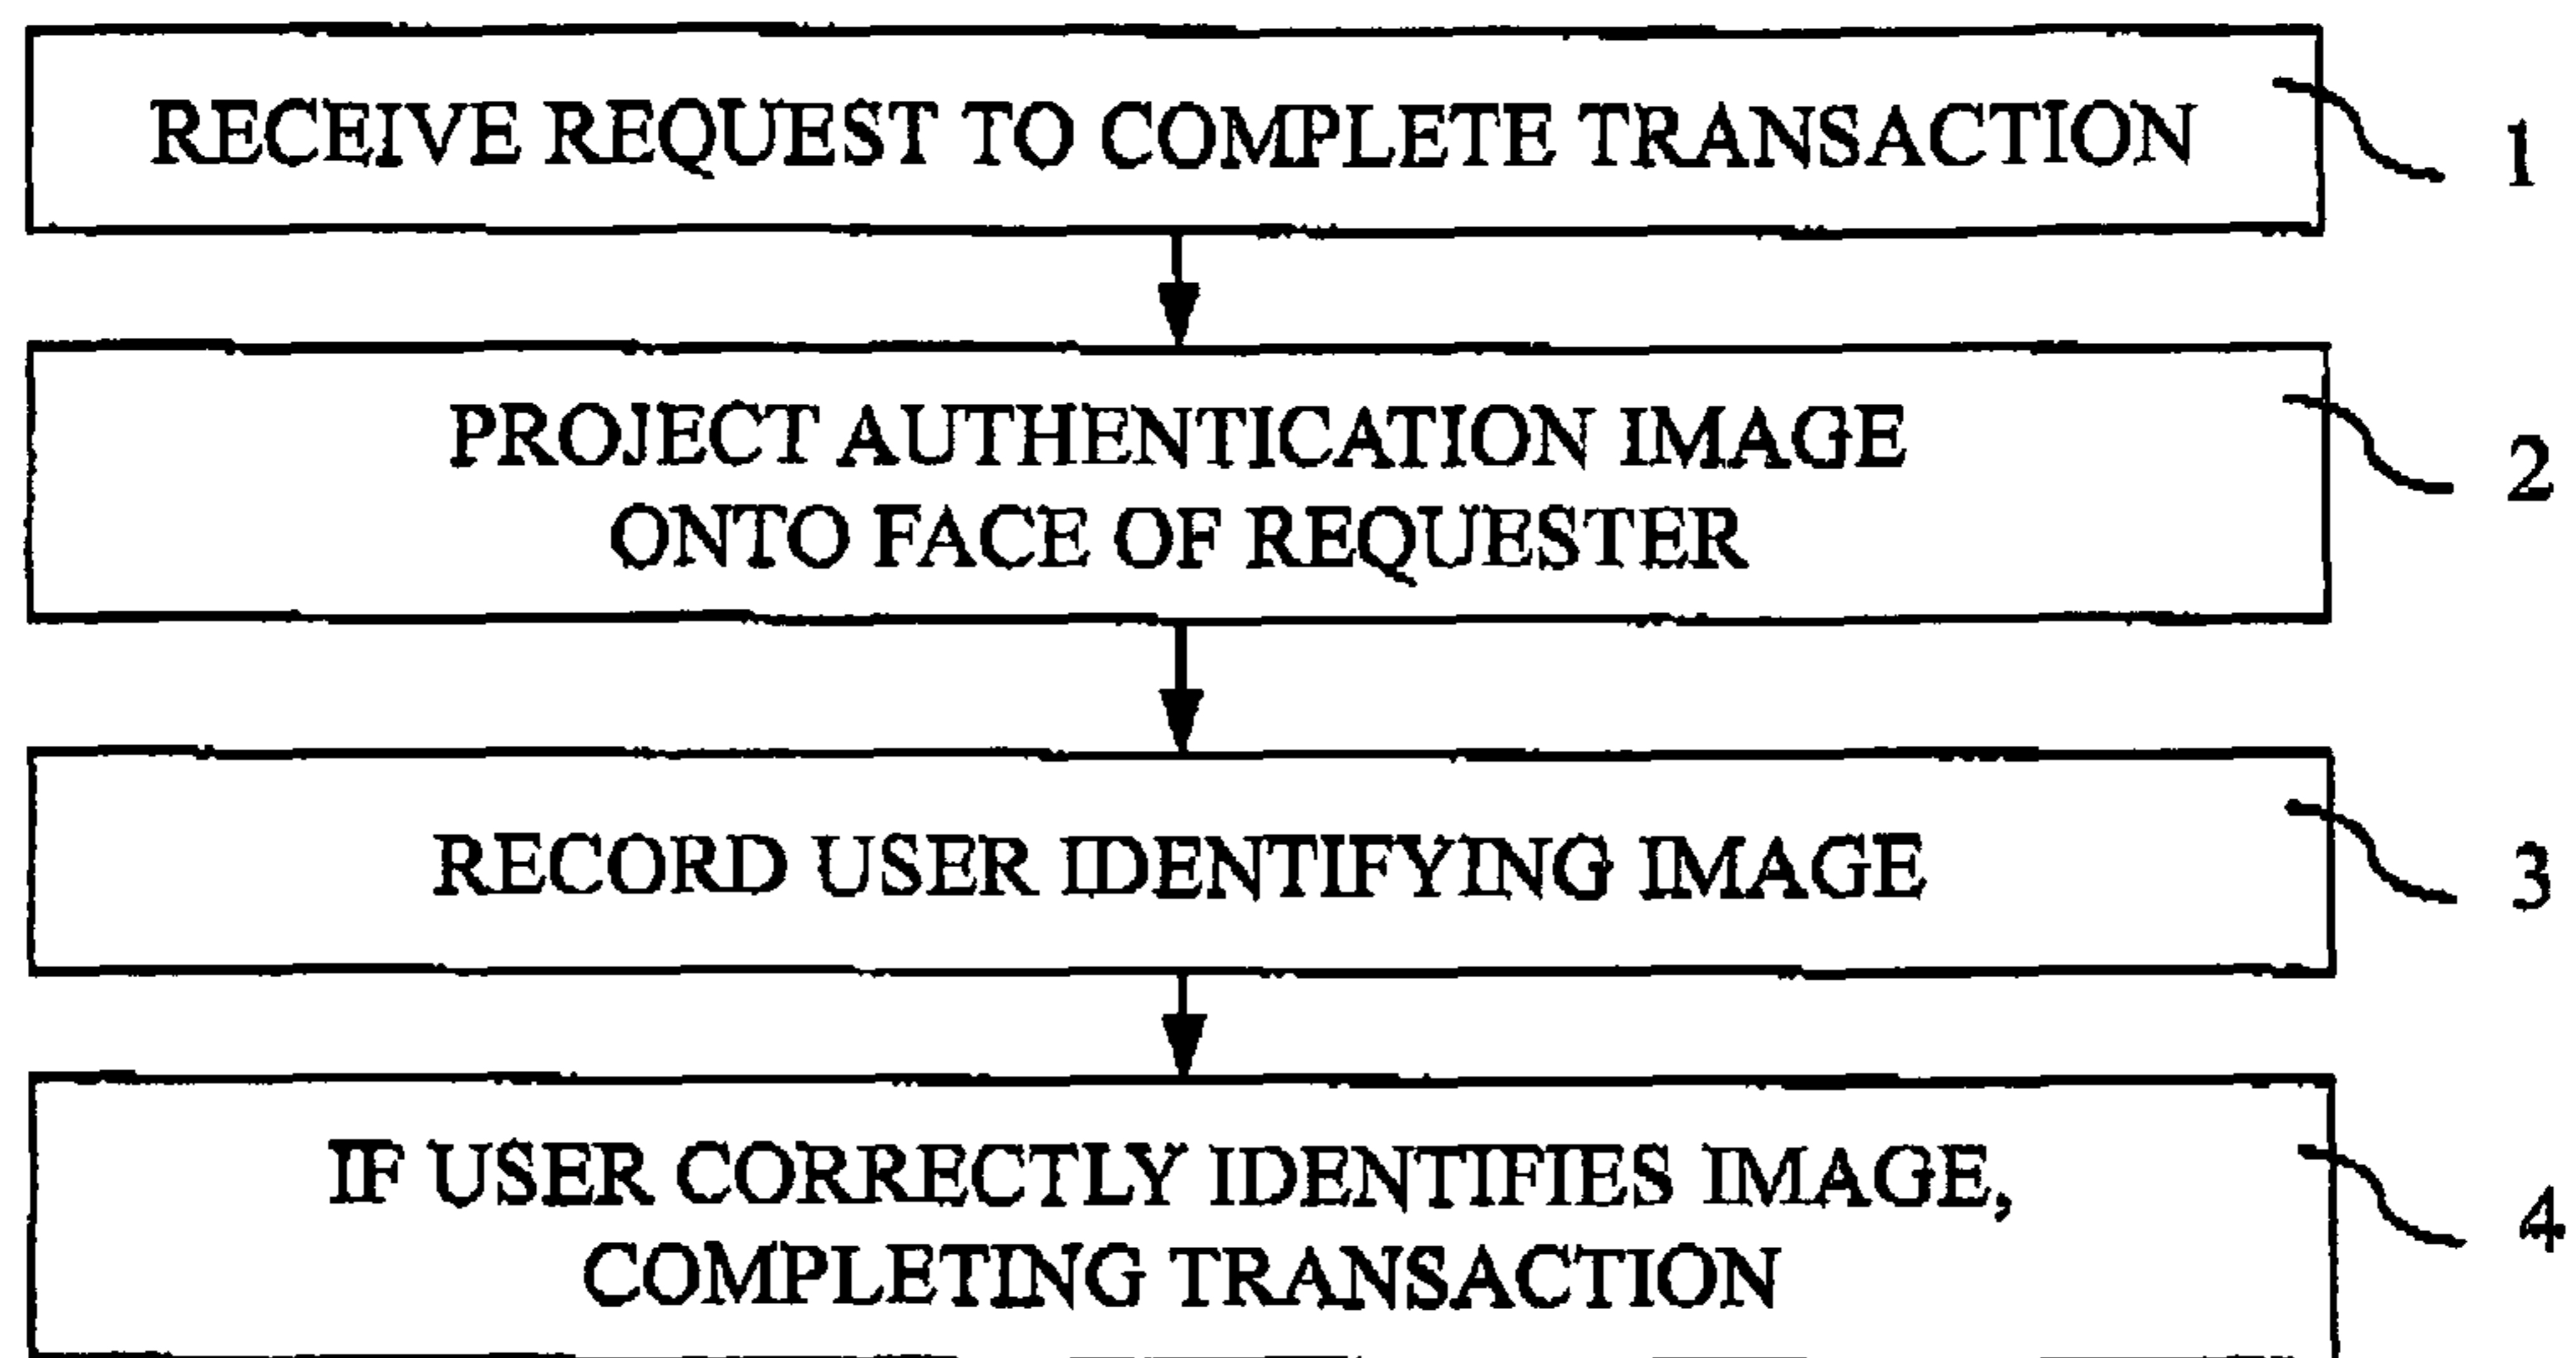 RECEIVE REQUEST TO COMPLETE TRANSACTION
1
PROJECT AUTHENTICATION IMAGE
ONTO FACE OF REQUESTER
2
RECORD USER IDENTIFYING IMAGE
3
IF USER CORRECTLY IDENTIFIES IMAGE,
COMPLETING TRANSACTION
4